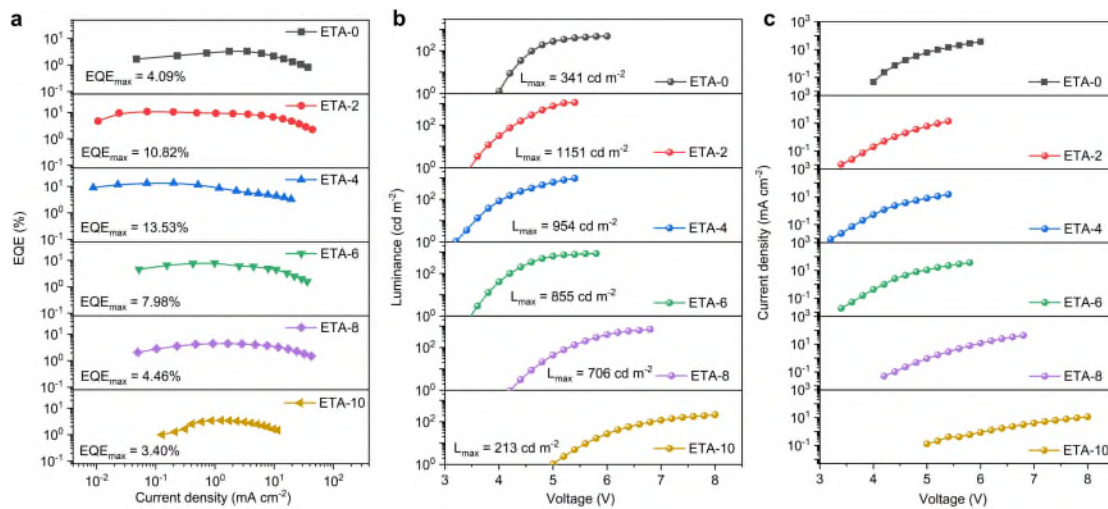 a
EQE (%)
10^1
10^0
10^-1
ETA-0
EQEmax = 4.09%
10^1
10^0
10^-1
ETA-2
EQEmax = 10.82%
10^1
10^0
10^-1
ETA-4
EQEmax = 13.53%
10^1
10^0
10^-1
ETA-6
EQEmax = 7.98%
10^1
10^0
10^-1
ETA-8
EQEmax = 4.46%
10^1
10^0
10^-1
ETA-10
EQEmax = 3.40%
10^-2 10^-1 10^0 10^1 10^2
Current density (mA cm-2)
b
Luminance (cd m-2)
10^2
10^0
ETA-0
Lmax = 341 cd m-2
10^2
10^0
ETA-2
Lmax = 1151 cd m-2
10^2
10^0
ETA-4
Lmax = 954 cd m-2
10^2
10^0
ETA-6
Lmax = 855 cd m-2
10^2
10^0
ETA-8
Lmax = 706 cd m-2
10^2
10^0
ETA-10
Lmax = 213 cd m-2
3 4 5 6 7 8
Voltage (V)
c
Current density (mA cm-2)
10^3
10^1
10^-1
10^3
ETA-0
10^1
10^-1
10^3
ETA-2
10^1
10^-1
10^3
ETA-4
10^1
10^-1
10^3
ETA-6
10^1
10^-1
10^3
ETA-8
10^1
10^-1
ETA-10
3 4 5 6 7 8
Voltage (V)